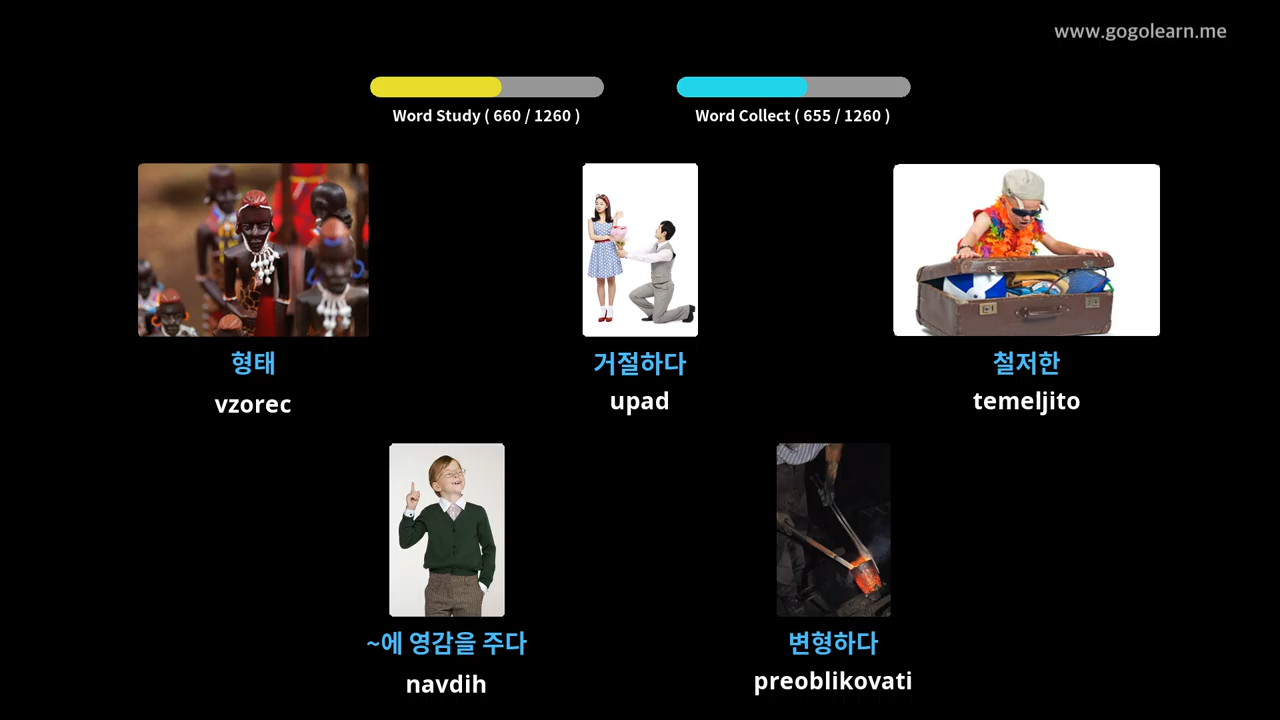 www.gogolearn.me
Word Study ( 660 / 1260 )
Word Collect ( 655 / 1260 )
형태
vzorec
거절하다
upad
철저한
temeljito
~에 영감을 주다
navdih
변형하다
preoblikovati